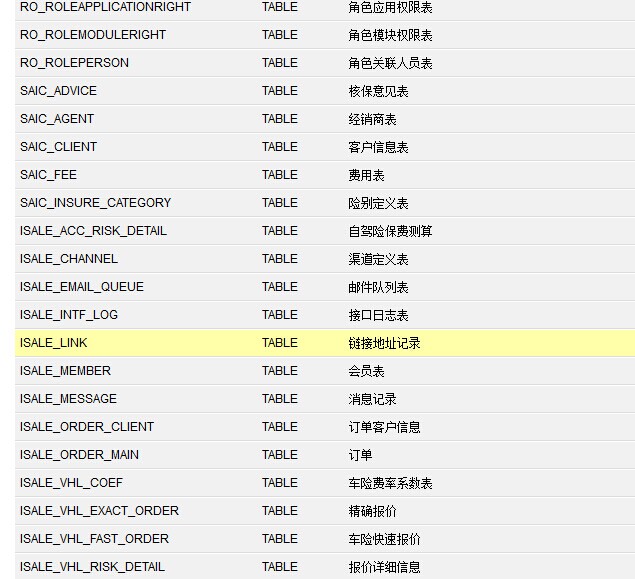 RO_ROLEAPPLICATIONRIGHT TABLE 角色应用权限表
RO_ROLEMODULERIGHT TABLE 角色模块权限表
RO_ROLEPERSON TABLE 角色关联人员表
SAIC_ADVICE TABLE 核保意见表
SAIC_AGENT TABLE 经销商表
SAIC_CLIENT TABLE 客户信息表
SAIC_FEE TABLE 费用表
SAIC_INSURE_CATEGORY TABLE 险别定义表
ISALE_ACC_RISK_DETAIL TABLE 自驾险保费测算
ISALE_CHANNEL TABLE 渠道定义表
ISALE_EMAIL_QUEUE TABLE 邮件队列表
ISALE_INTF_LOG TABLE 接口日志表
ISALE_LINK TABLE 链接地址记录
ISALE_MEMBER TABLE 会员表
ISALE_MESSAGE TABLE 消息记录
ISALE_ORDER_CLIENT TABLE 订单客户信息
ISALE_ORDER_MAIN TABLE 订单
ISALE_VHL_COEF TABLE 车险费率系数表
ISALE_VHL_EXACT_ORDER TABLE 精确报价
ISALE_VHL_FAST_ORDER TABLE 车险快速报价
ISALE_VHL_RISK_DETAIL TABLE 报价详细信息